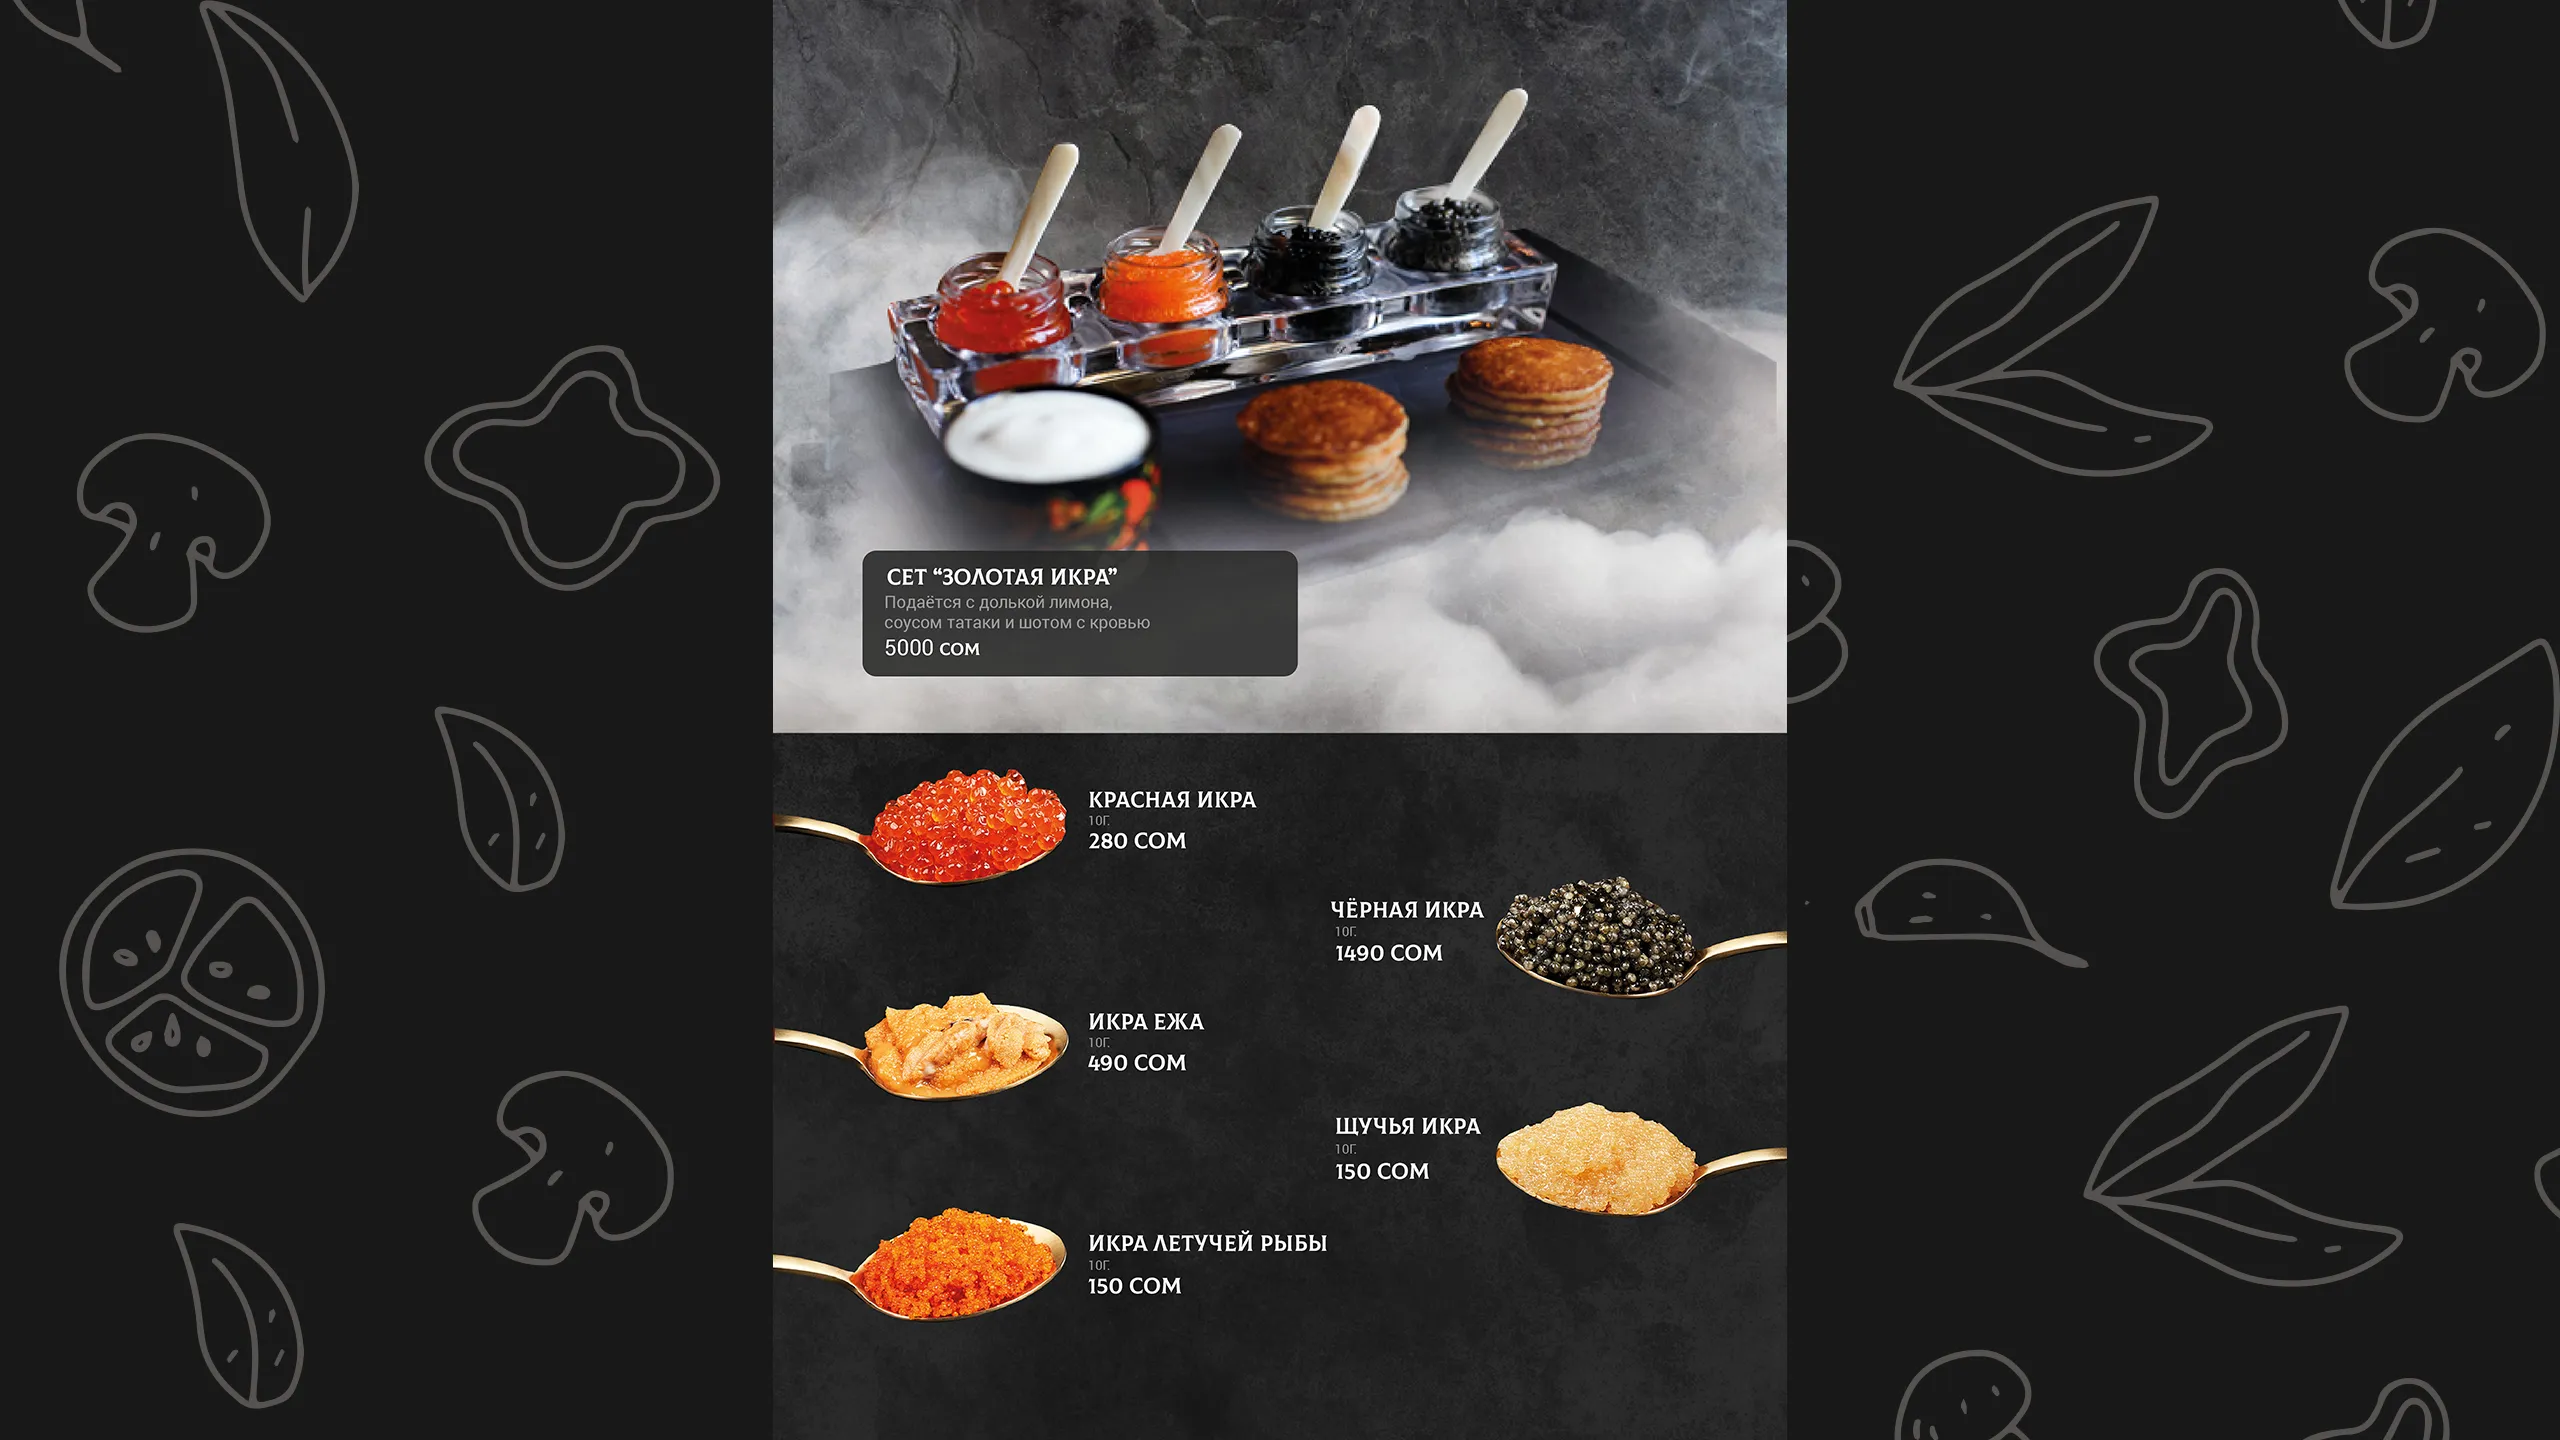 СЕТ “ЗОЛОТАЯ ИКРА”
Подаётся с долькой лимона,
соусом татаки и шотом с кровью
5000 сом
КРАСНАЯ ИКРА
10Г.
280 СОМ
ЧЁРНАЯ ИКРА
10Г.
1490 СОМ
ИКРА ЕЖА
10Г.
490 СОМ
ЩУЧЬЯ ИКРА
10Г.
150 СОМ
ИКРА ЛЕТУЧЕЙ РЫБЫ
10Г.
150 СОМ